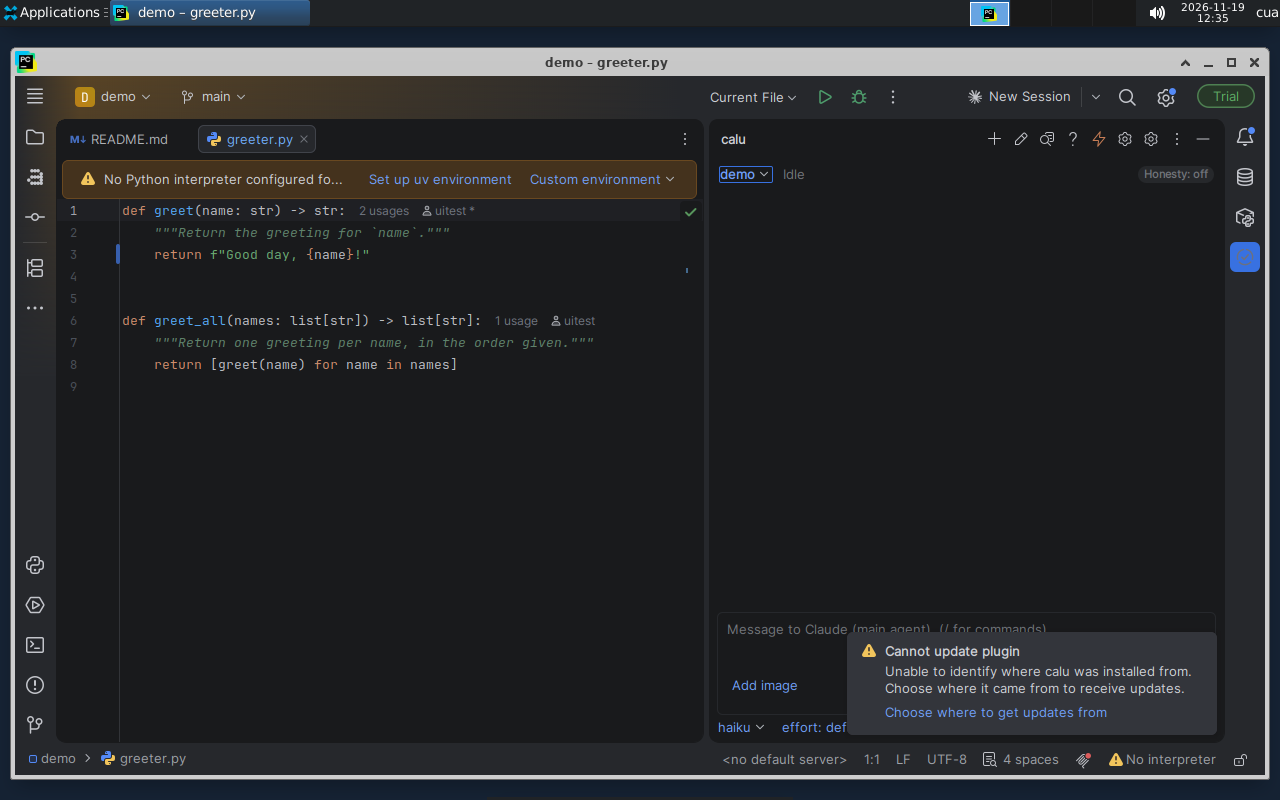 Applications
demo – greeter.py
2026-11-19
12:35
cua
demo – greeter.py
D demo
main
Current File
New Session
Trial
README.md
greeter.py
calu
No Python interpreter configured fo...
Set up uv environment
Custom environment
demo
Idle
Honesty: off
1 def greet(name: str) -> str: 2 usages uitest *
2 """Return the greeting for `name`."""
3 return f"Good day, {name}!"
4
5
6 def greet_all(names: list[str]) -> list[str]: 1 usage uitest
7 """Return one greeting per name, in the order given."""
8 return [greet(name) for name in names]
9
Message to Claude (main agent) (/ for commands)
Add image
haiku
effort: def
Cannot update plugin
Unable to identify where calu was installed from.
Choose where it came from to receive updates.
Choose where to get updates from
demo
greeter.py
<no default server>
1:1
LF
UTF-8
4 spaces
No interpreter